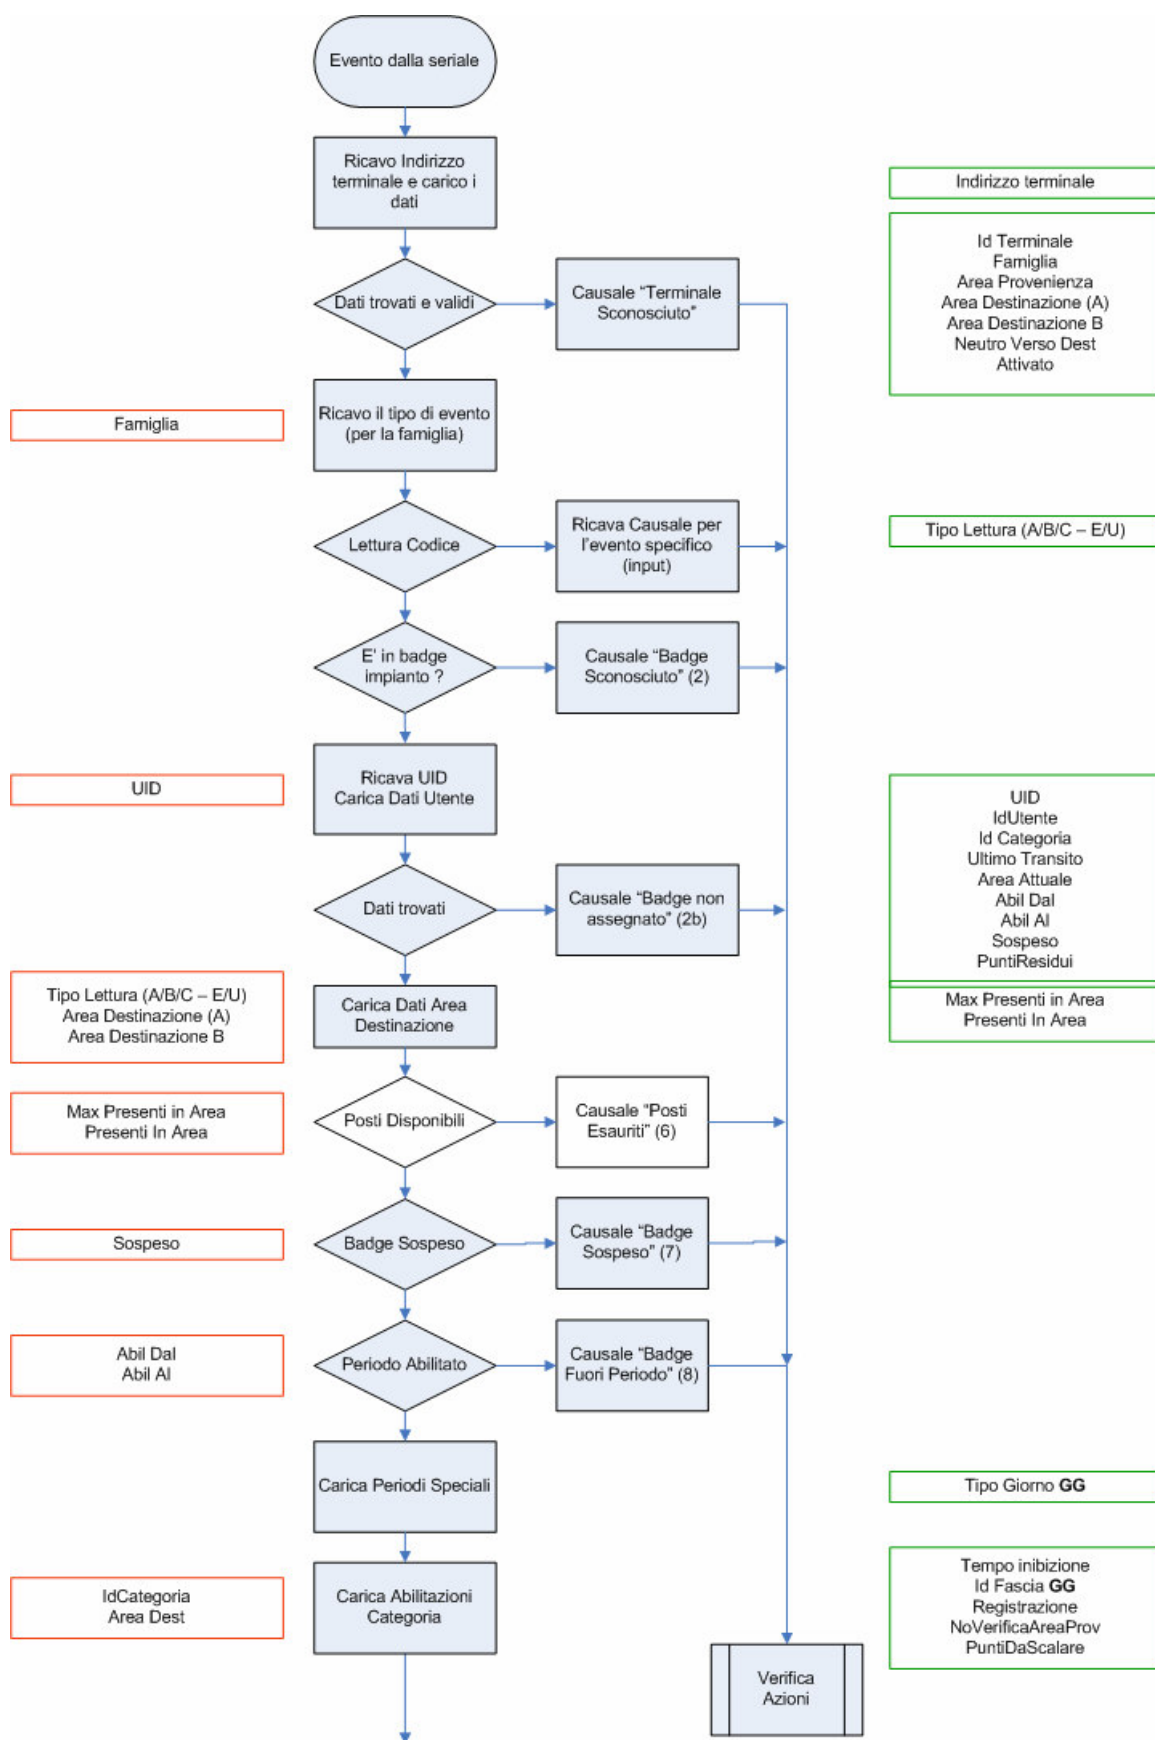 Evento dalla seriale
Ricavo Indirizzo
terminale e carico i
dati
Indirizzo terminale
Id Terminale
Famiglia
Area Provenienza
Area Destinazione (A)
Area Destinazione B
Neutro Verso Dest
Attivato
Dati trovati e validi
Causale “Terminale
Sconosciuto”
Famiglia
Ricavo il tipo di evento
(per la famiglia)
Lettura Codice
Ricava Causale per
l’evento specifico
(input)
Tipo Lettura (A/B/C – E/U)
E' in badge
impianto ?
Causale “Badge
Sconosciuto” (2)
UID
Ricava UID
Carica Dati Utente
UID
IdUtente
Id Categoria
Ultimo Transito
Area Attuale
Abil Dal
Abil Al
Sospeso
PuntiResidui
Dati trovati
Causale “Badge non
assegnato” (2b)
Tipo Lettura (A/B/C – E/U)
Area Destinazione (A)
Area Destinazione B
Carica Dati Area
Destinazione
Max Presenti in Area
Presenti In Area
Max Presenti in Area
Presenti In Area
Posti Disponibili
Causale “Posti
Esauriti” (6)
Sospeso
Badge Sospeso
Causale “Badge
Sospeso” (7)
Abil Dal
Abil Al
Periodo Abilitato
Causale “Badge
Fuori Periodo” (8)
Carica Periodi Speciali
Tipo Giorno GG
IdCategoria
Area Dest
Carica Abilitazioni
Categoria
Tempo inibizione
Id Fascia GG
Registrazione
NoVerificaAreaProv
PuntiDaScalare
Verifica
Azioni